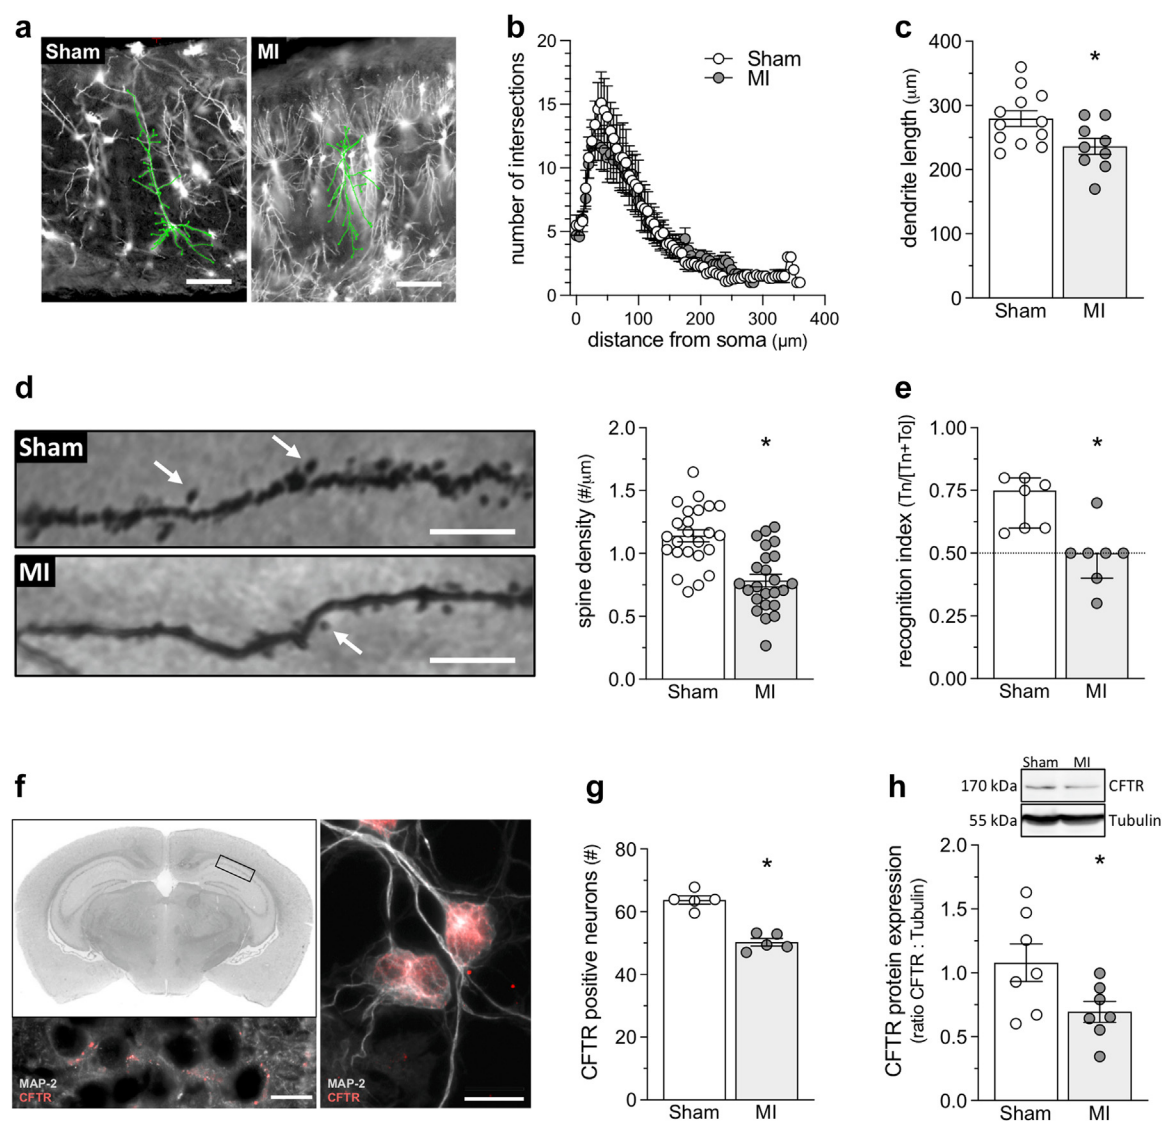 a
Sham
MI
b
number of intersections
20
15
10
5
0
0
100
200
300
400
distance from soma (µm)
Sham
MI
c
dendrite length (µm)
400
300
200
100
0
*
Sham
MI
d
Sham
MI
spine density (#/µm)
2.0
1.5
1.0
0.5
0.0
*
Sham
MI
e
recognition index (Tn/[Tn+To])
1.00
0.75
0.50
0.25
0.00
*
Sham
MI
f
MAP-2
CFTR
MAP-2
CFTR
g
CFTR positive neurons (#)
80
60
40
20
0
*
Sham
MI
h
Sham MI
170 kDa CFTR
55 kDa Tubulin
CFTR protein expression
(ratio CFTR : Tubulin)
2.0
1.5
1.0
0.5
0.0
*
Sham
MI